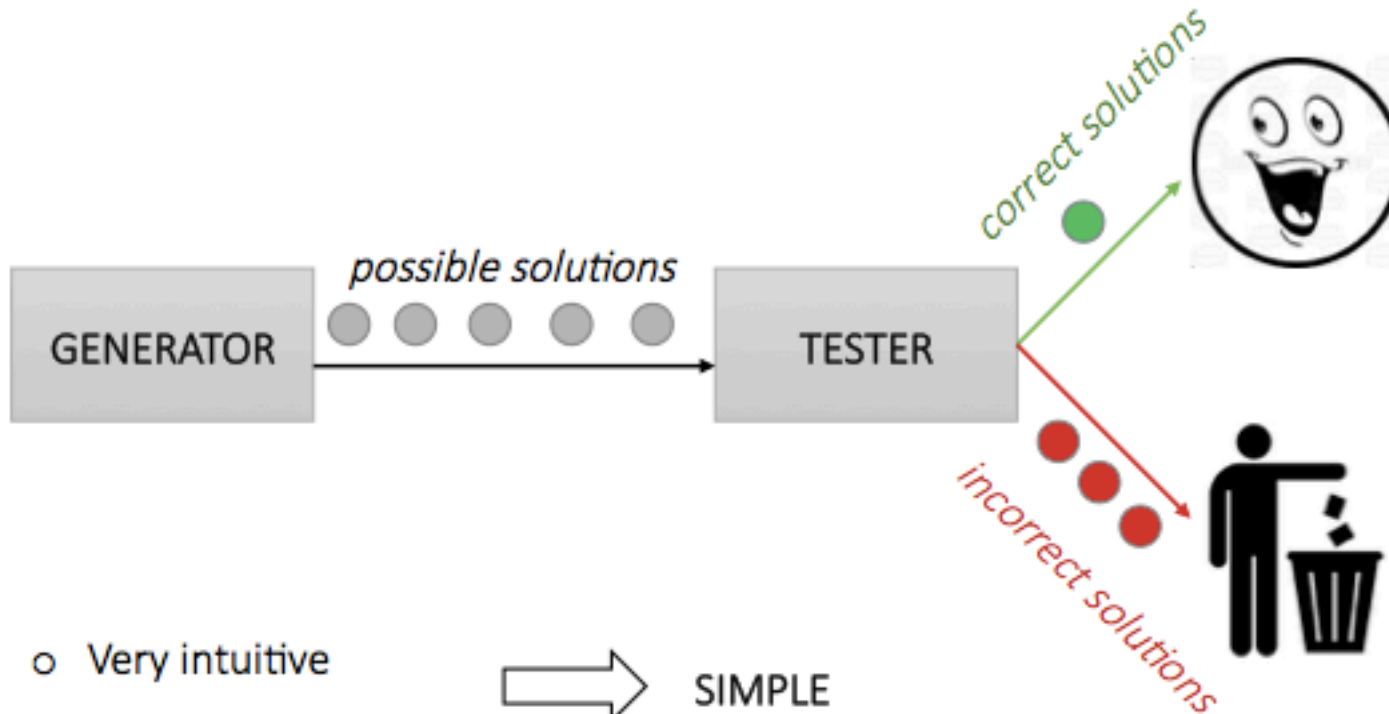 correct solutions
possible solutions
GENERATOR
TESTER
incorrect solutions
o Very intuitive
SIMPLE